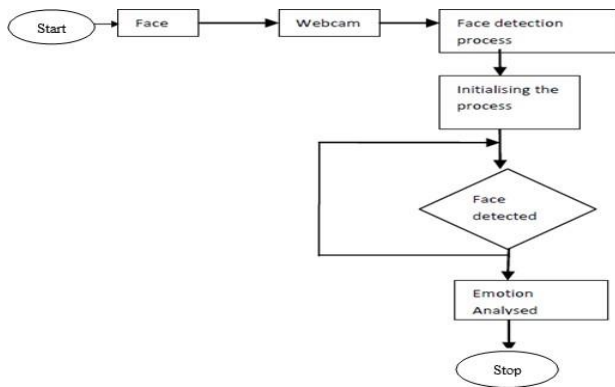 Start
Face
Webcam
Face detection
process
Initialising the
process
Face
detected
Emotion
Analysed
Stop